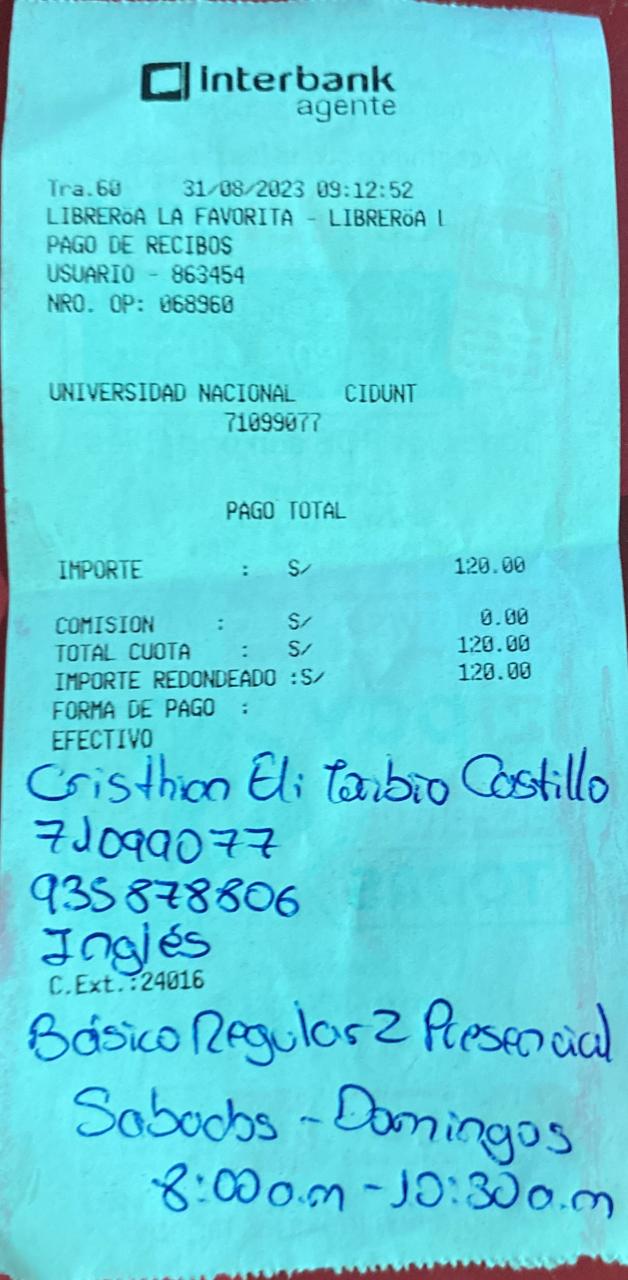 interbank
agente
Tra.60 31/08/2023 09:12:52
LIBRERöA LA FAVORITA - LIBRERöA l
PAGO DE RECIBOS
USUARIO - 863454
NRO. OP: 068960
UNIVERSIDAD NACIONAL CIDUNT
71099077
PAGO TOTAL
IMPORTE : S/ 120.00
COMISION : S/ 0.00
TOTAL CUOTA : S/ 120.00
IMPORTE REDONDEADO :S/ 120.00
FORMA DE PAGO :
EFECTIVO
Cristhian Eli Toribio Castillo
71099077
935878806
Inglés
C.Ext.:24016
Básico Regular 2 Presencial
Sabados - Domingos
8:00 a.m - 10:30 a.m